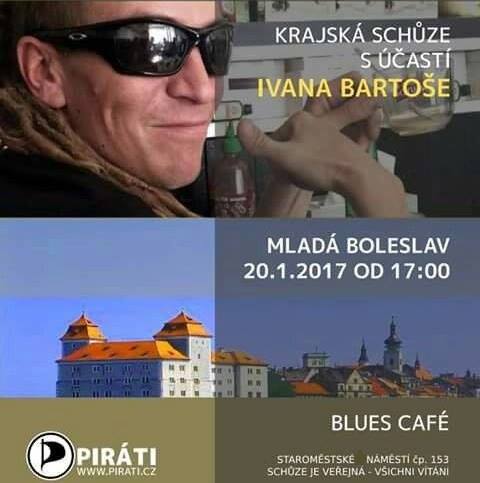 KRAJSKÁ SCHŮZE
S ÚČASTÍ
IVANA BARTOŠE
MLADÁ BOLESLAV
20.1.2017 OD 17:00
BLUES CAFÉ
PIRÁTI
WWW.PIRATI.CZ
STAROMĚSTSKÉ NÁMĚSTÍ čp. 153
SCHŮZE JE VEŘEJNÁ - VŠICHNI VÍTÁNI